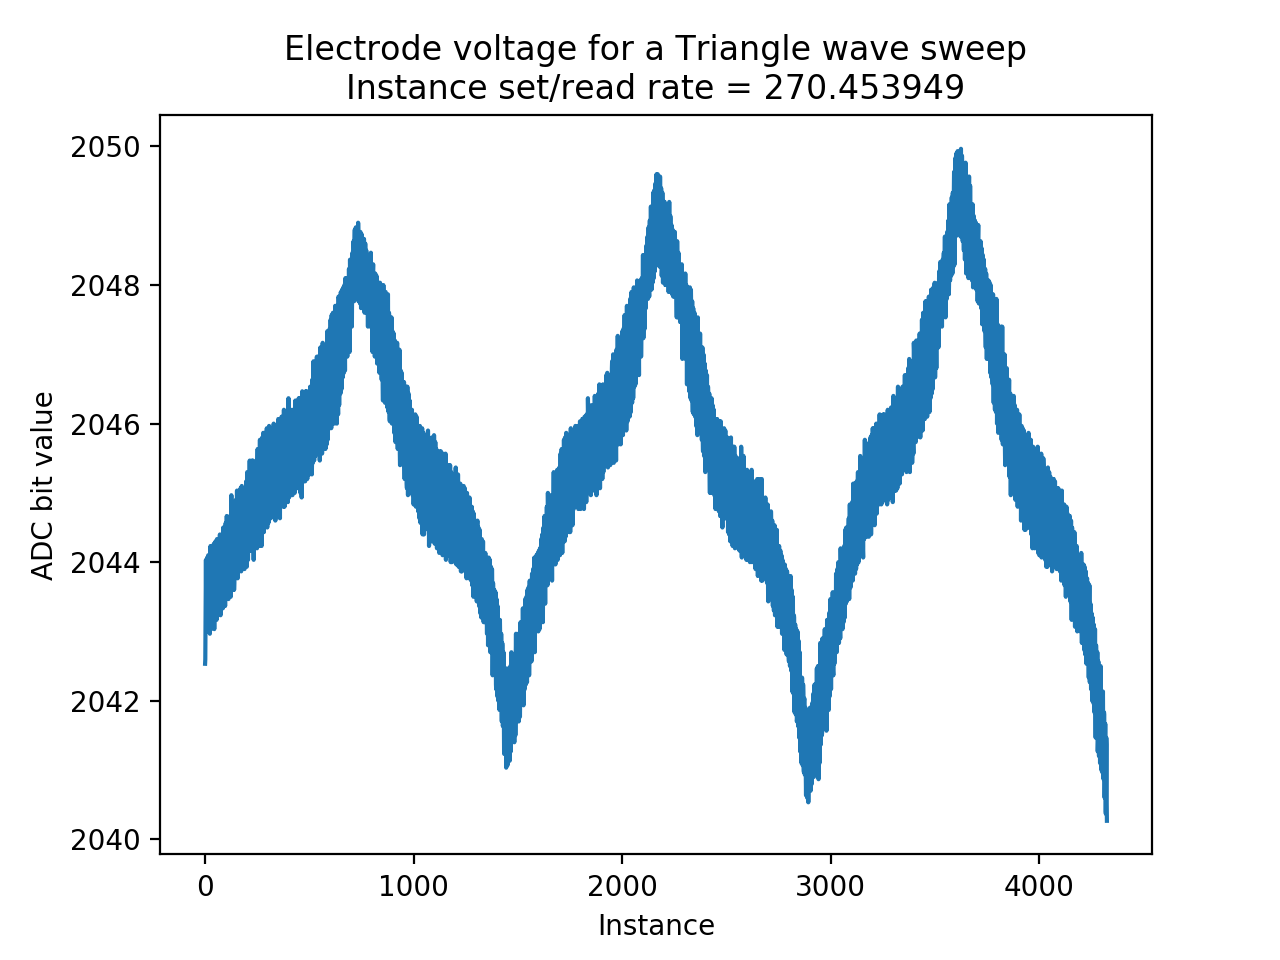 Electrode voltage for a Triangle wave sweep
Instance set/read rate = 270.453949
2050
2048
2046
2044
2042
2040
ADC bit value
0 1000 2000 3000 4000
Instance